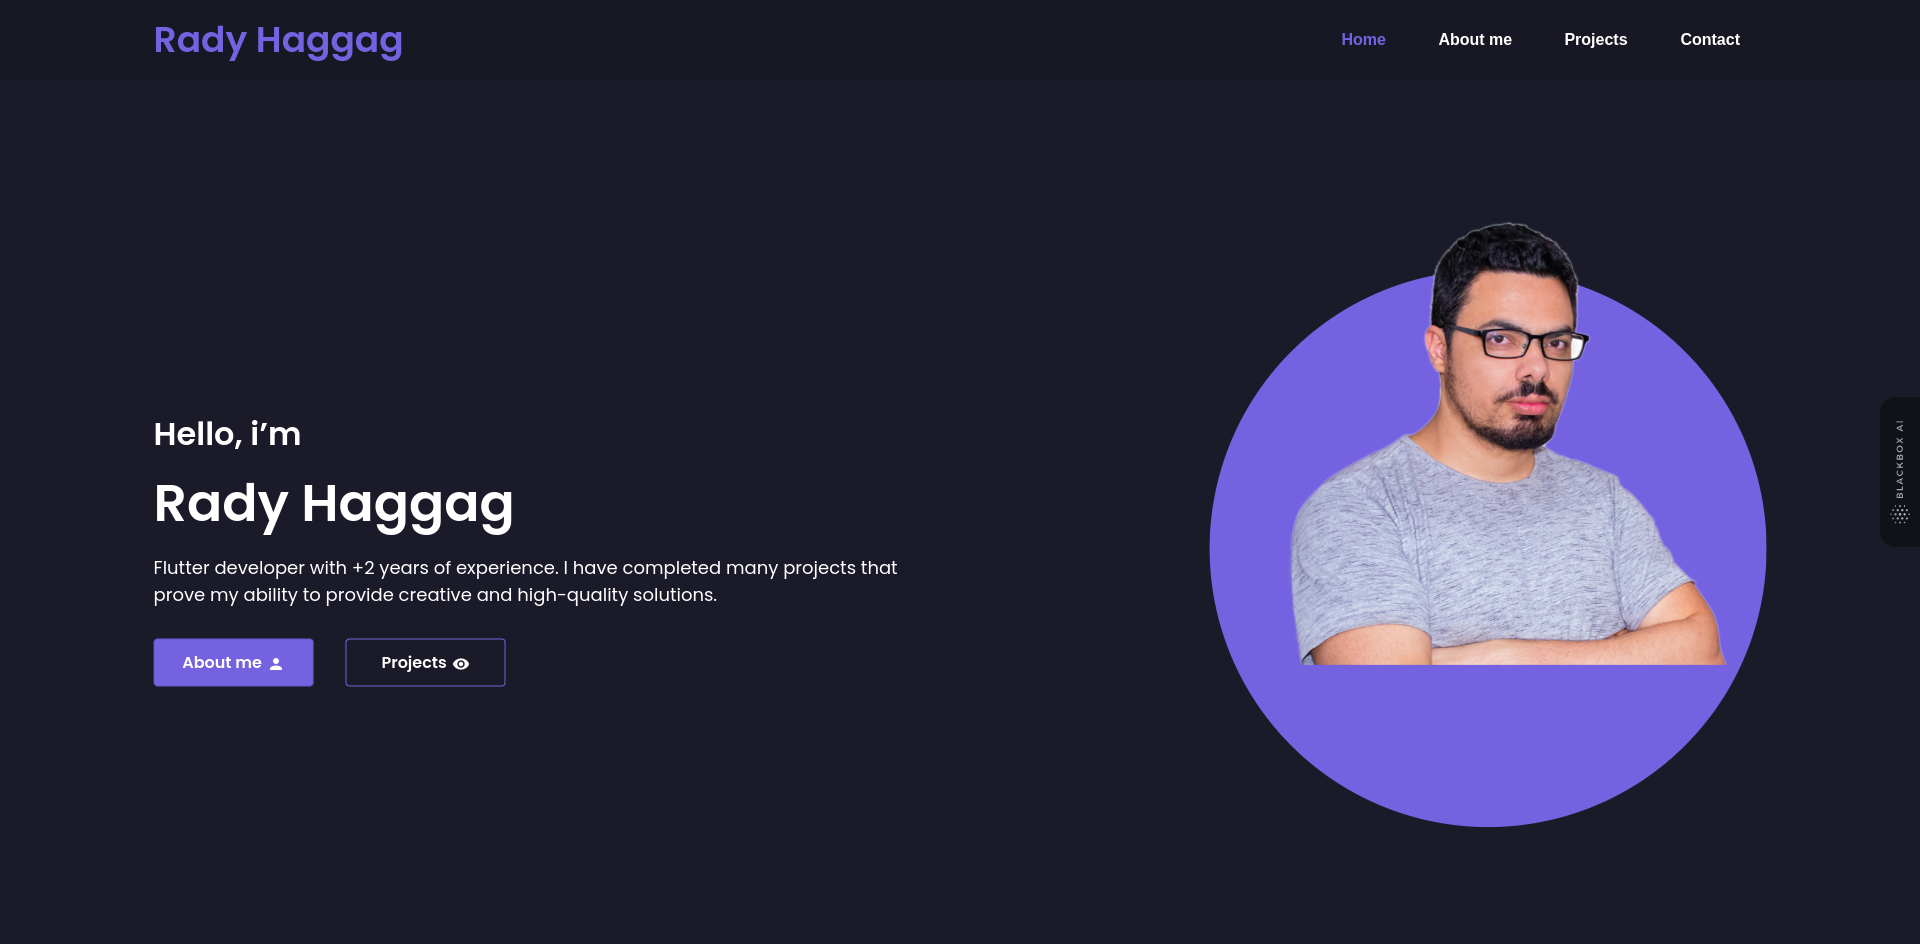 Rady Haggag
Home
About me
Projects
Contact
Hello, i’m
Rady Haggag
Flutter developer with +2 years of experience. I have completed many projects that
prove my ability to provide creative and high-quality solutions.
About me
Projects
BLACKBOX AI